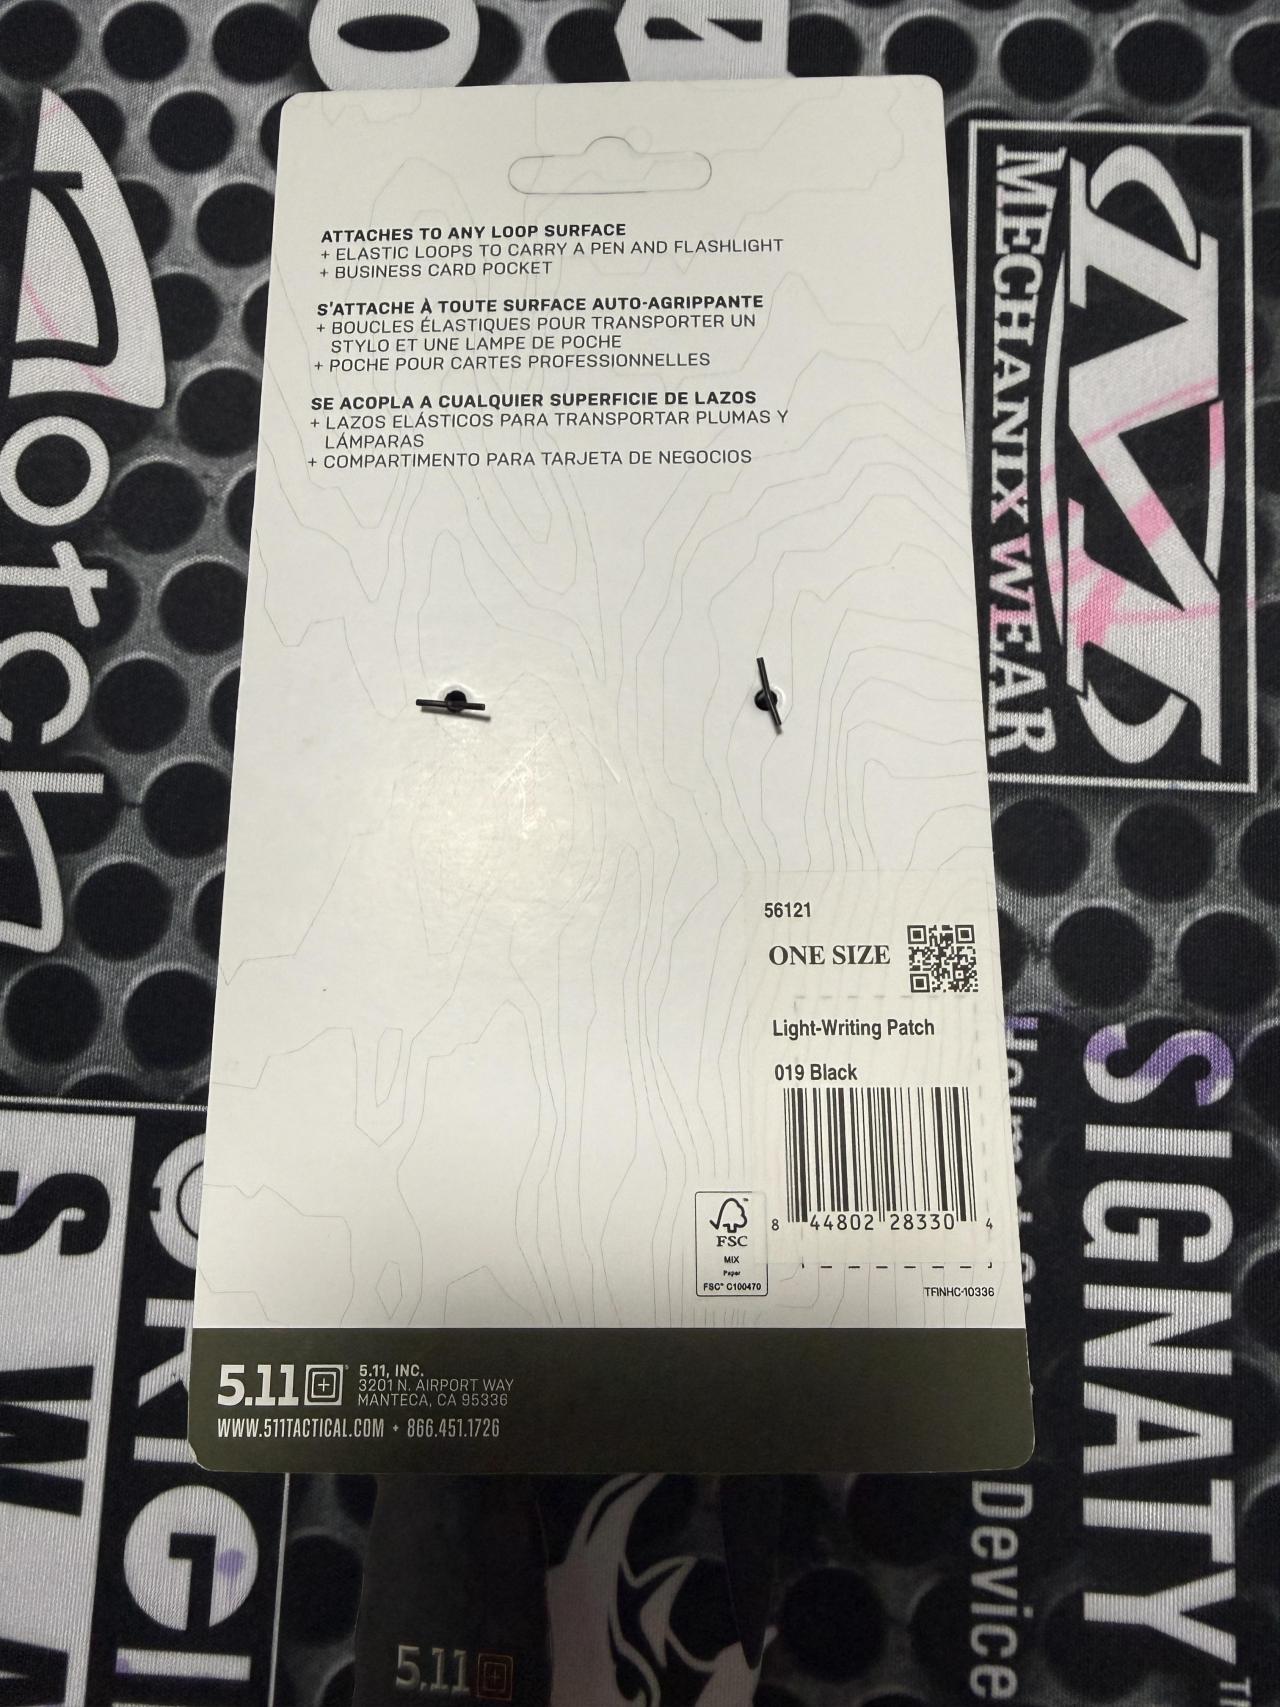 ATTACHES TO ANY LOOP SURFACE
+ ELASTIC LOOPS TO CARRY A PEN AND FLASHLIGHT
+ BUSINESS CARD POCKET
S'ATTACHE À TOUTE SURFACE AUTO-AGRIPPANTE
+ BOUCLES ÉLASTIQUES POUR TRANSPORTER UN
STYLO ET UNE LAMPE DE POCHE
+ POCHE POUR CARTES PROFESSIONNELLES
SE ACOPLA A CUALQUIER SUPERFICIE DE LAZOS
+ LAZOS ELÁSTICOS PARA TRANSPORTAR PLUMAS Y
LÁMPARAS
+ COMPARTIMENTO PARA TARJETA DE NEGOCIOS
56121
ONE SIZE
Light-Writing Patch
019 Black
8 44802 28330 4
FSC
MIX
Paper
FSC® C100470
TFINHC-10336
5.11
5.11, INC.
3201 N. AIRPORT WAY
MANTECA, CA 95336
WWW.511TACTICAL.COM + 866.451.1726
MECHANIX WEAR
SIGNATY
Device
otch
5.11